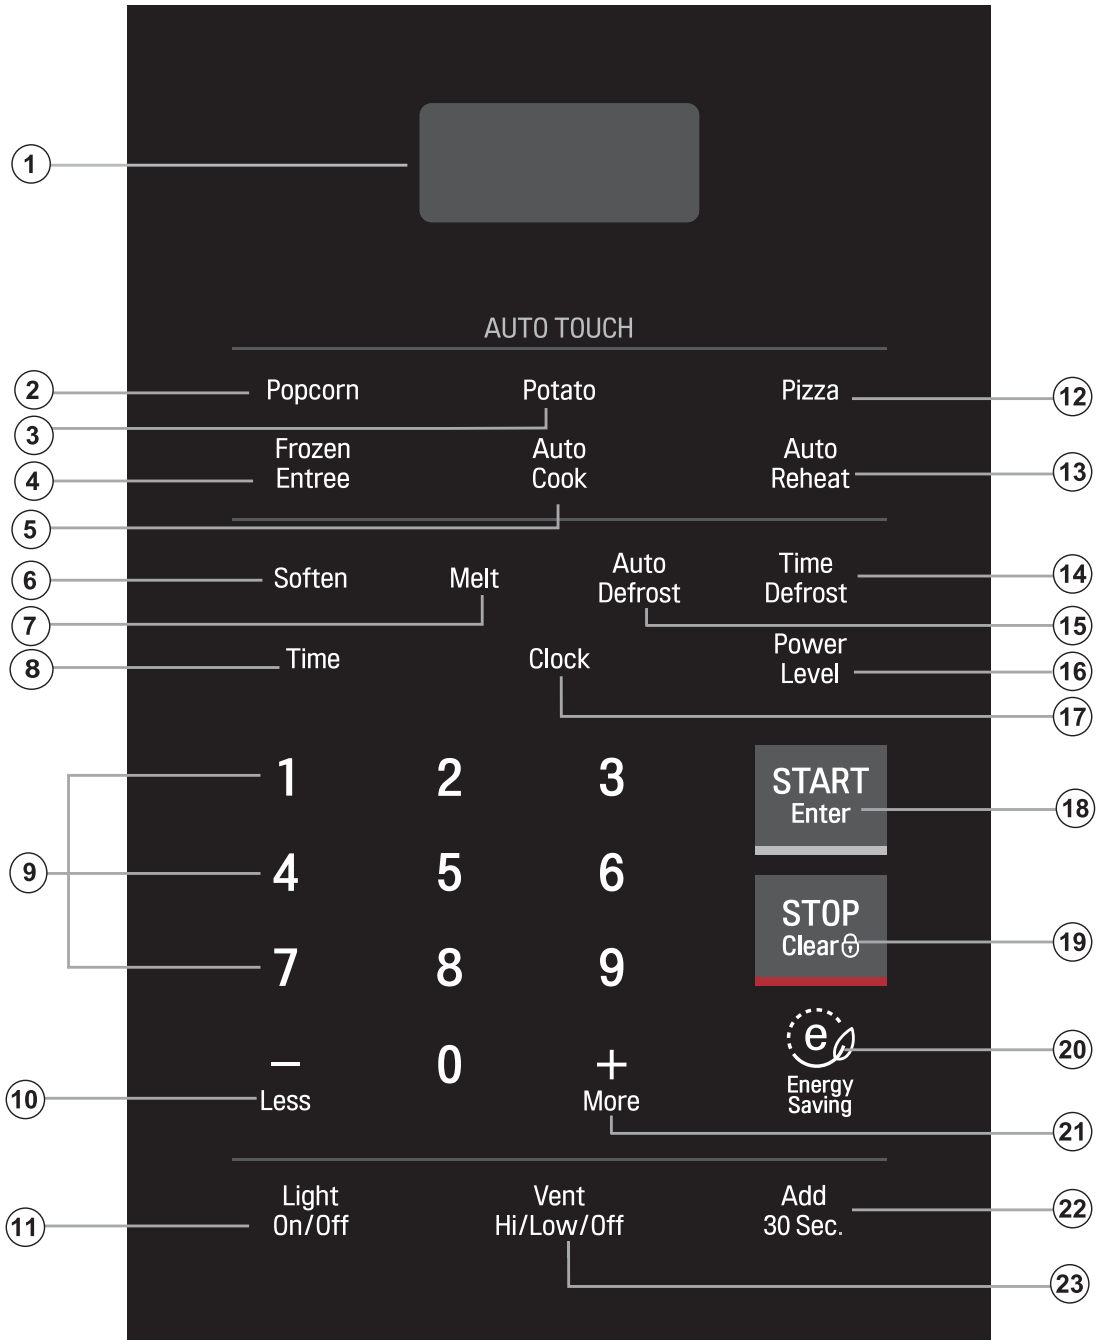 1
AUTO TOUCH
2 Popcorn Potato Pizza 12
3
Frozen Auto Auto
4 Entree Cook Reheat 13
5
Auto Time
6 Soften Melt Defrost Defrost 14
7 15
8 Time Clock Power
Level 16
17
1 2 3 START
Enter 18
9 4 5 6
STOP
Clear 19
7 8 9
e
20
Energy
Saving
− 0 +
10 Less More
21
Light Vent Add
11 On/Off Hi/Low/Off 30 Sec. 22
23